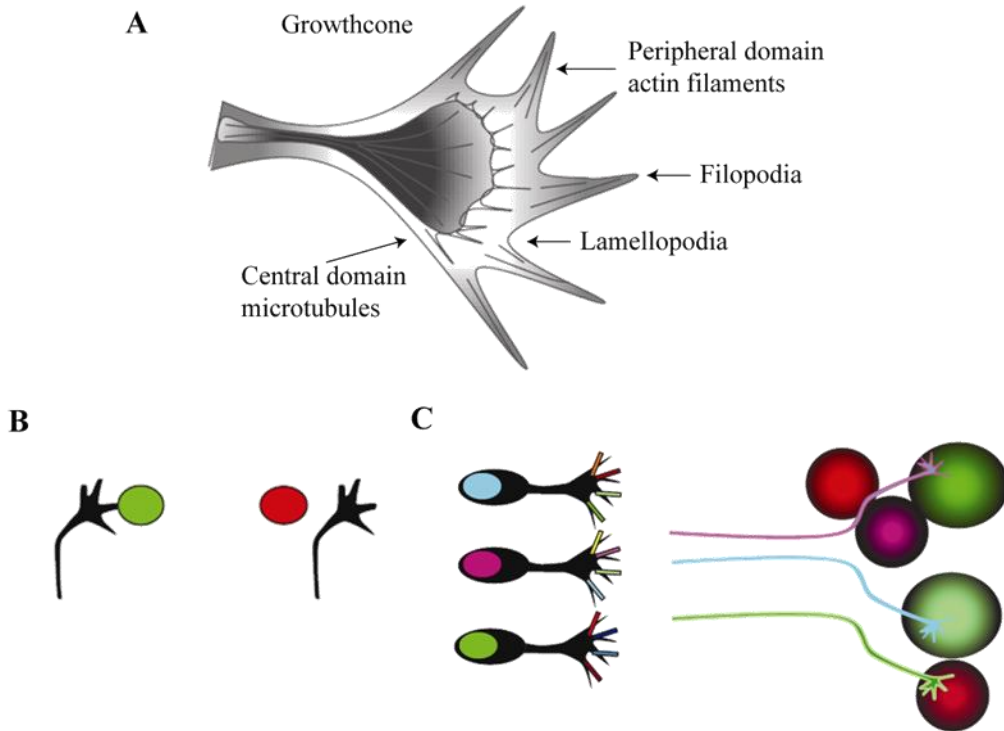 A
Growthcone
Peripheral domain
actin filaments
Filopodia
Lamellopodia
Central domain
microtubules
B
C